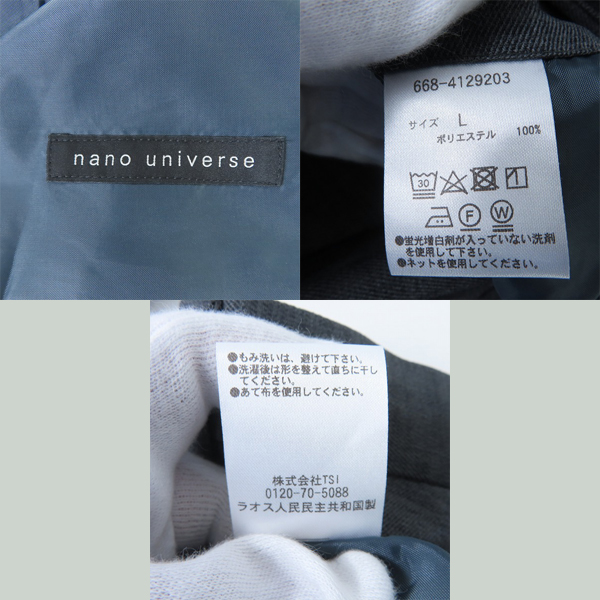 nano universe
668-4129203
サイズ L
ポリエステル 100%
30
F W
●蛍光増白剤が入っていない洗剤
を使用して下さい。
●ネットを使用してください。
●もみ洗いは、避けて下さい。
●洗濯後は形を整えて直ちに干し
てください。
●あて布を使用してください。
株式会社TSI
0120-70-5088
ラオス人民民主共和国製